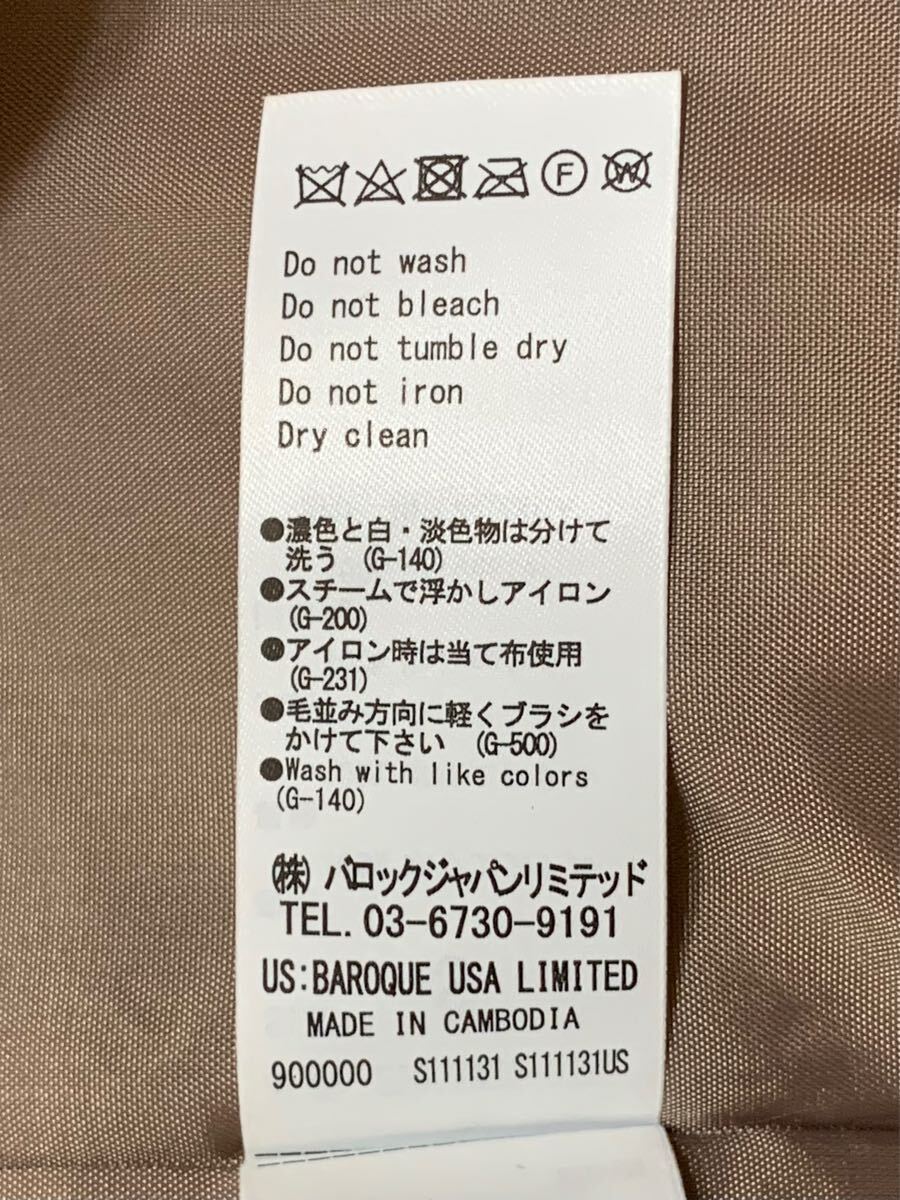 F W
Do not wash
Do not bleach
Do not tumble dry
Do not iron
Dry clean
●濃色と白・淡色物は分けて
洗う (G-140)
●スチームで浮かしアイロン
(G-200)
●アイロン時は当て布使用
(G-231)
●毛並み方向に軽くブラシを
かけて下さい (G-500)
●Wash with like colors
(G-140)
㈱ バロックジャパンリミテッド
TEL. 03-6730-9191
US:BAROQUE USA LIMITED
MADE IN CAMBODIA
900000 S111131 S111131US